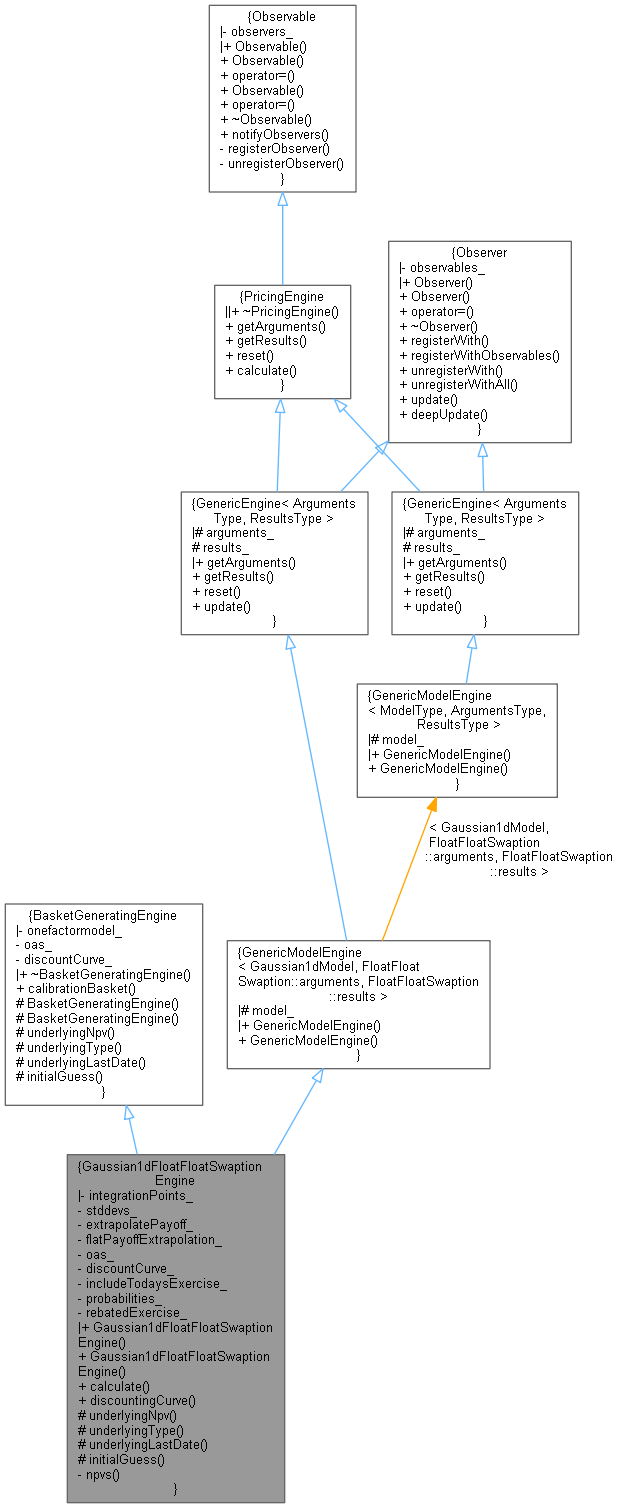 {Observable
|- observers_
|+ Observable()
+ Observable()
+ operator=()
+ Observable()
+ operator=()
+ ~Observable()
+ notifyObservers()
- registerObserver()
- unregisterObserver()
}
{Observer
|- observables_
|+ Observer()
+ Observer()
+ operator=()
+ ~Observer()
+ registerWith()
+ registerWithObservables()
+ unregisterWith()
+ unregisterWithAll()
+ update()
+ deepUpdate()
}
{PricingEngine
||+ ~PricingEngine()
+ getArguments()
+ getResults()
+ reset()
+ calculate()
}
{GenericEngine< Arguments
Type, ResultsType >
|# arguments_
# results_
|+ getArguments()
+ getResults()
+ reset()
+ update()
}
{GenericEngine< Arguments
Type, ResultsType >
|# arguments_
# results_
|+ getArguments()
+ getResults()
+ reset()
+ update()
}
{GenericModelEngine
< ModelType, ArgumentsType,
ResultsType >
|# model_
|+ GenericModelEngine()
+ GenericModelEngine()
}
< Gaussian1dModel,
FloatFloatSwaption
::arguments, FloatFloatSwaption
::results >
{BasketGeneratingEngine
|- onefactormodel_
- oas_
- discountCurve_
|+ ~BasketGeneratingEngine()
+ calibrationBasket()
# BasketGeneratingEngine()
# BasketGeneratingEngine()
# underlyingNpv()
# underlyingType()
# underlyingLastDate()
# initialGuess()
}
{GenericModelEngine
< Gaussian1dModel, FloatFloat
Swaption::arguments, FloatFloatSwaption
::results >
|# model_
|+ GenericModelEngine()
+ GenericModelEngine()
}
{Gaussian1dFloatFloatSwaption
Engine
|- integrationPoints_
- stddevs_
- extrapolatePayoff_
- flatPayoffExtrapolation_
- oas_
- discountCurve_
- includeTodaysExercise_
- probabilities_
- rebatedExercise_
|+ Gaussian1dFloatFloatSwaption
Engine()
+ Gaussian1dFloatFloatSwaption
Engine()
+ calculate()
+ discountingCurve()
# underlyingNpv()
# underlyingType()
# underlyingLastDate()
# initialGuess()
- npvs()
}